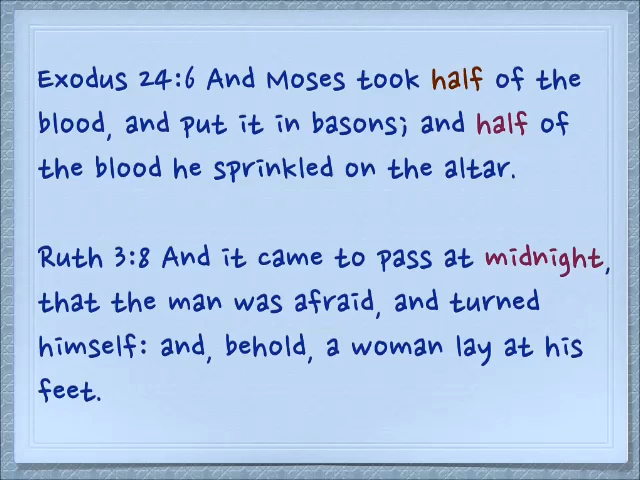 Exodus 24:6 And Moses took half of the
blood, and put it in basons; and half of
the blood he sprinkled on the altar.
Ruth 3:8 And it came to pass at midnight,
that the man was afraid, and turned
himself: and, behold, a woman lay at his
feet.